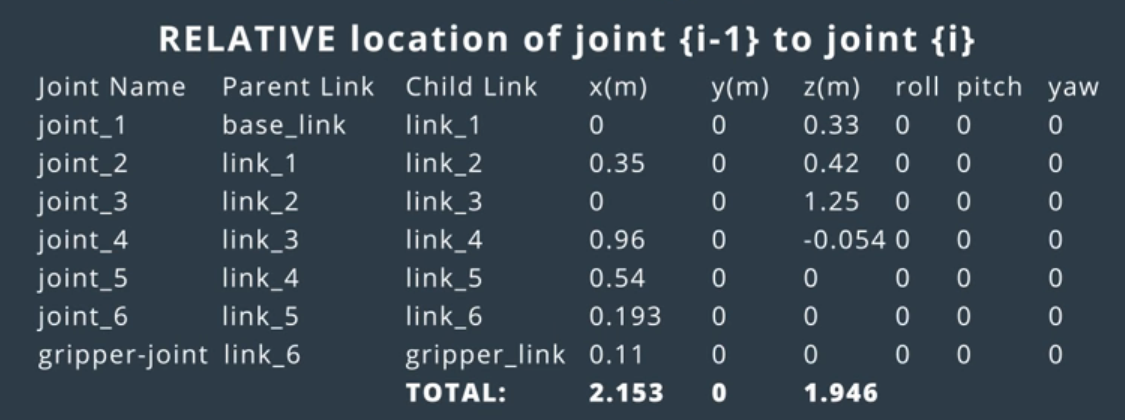 RELATIVE location of joint {i-1} to joint {i}
Joint Name Parent Link Child Link x(m) y(m) z(m) roll pitch yaw
joint_1 base_link link_1 0 0 0.33 0 0 0
joint_2 link_1 link_2 0.35 0 0.42 0 0 0
joint_3 link_2 link_3 0 0 1.25 0 0 0
joint_4 link_3 link_4 0.96 0 -0.054 0 0 0
joint_5 link_4 link_5 0.54 0 0 0 0 0
joint_6 link_5 link_6 0.193 0 0 0 0 0
gripper-joint link_6 gripper_link 0.11 0 0 0 0 0
TOTAL: 2.153 0 1.946